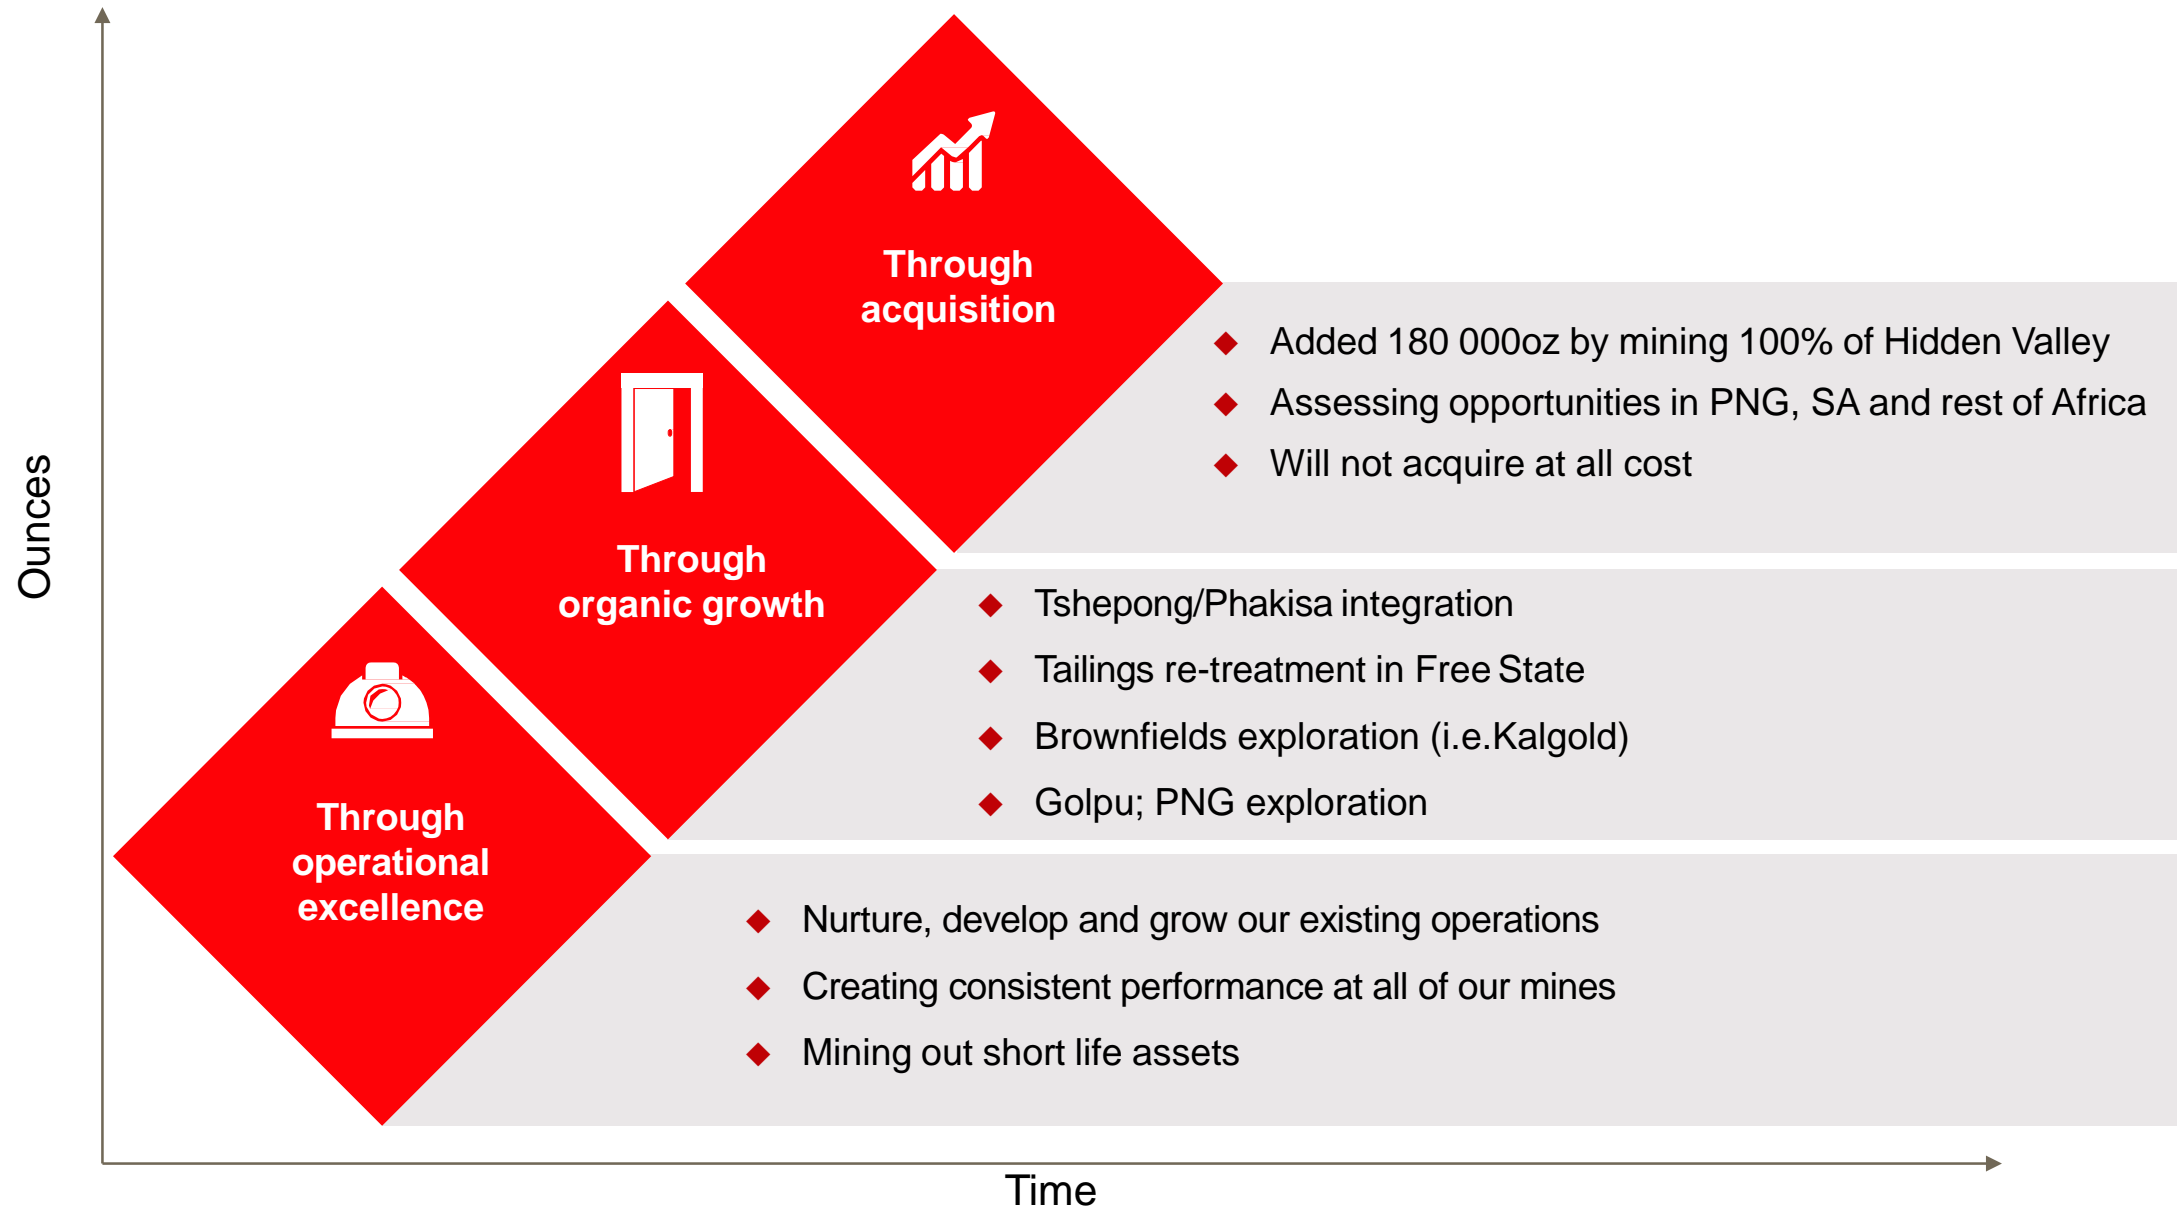 Ounces
Through
acquisition
Added 180 000oz by mining 100% of Hidden Valley
Assessing opportunities in PNG, SA and rest of Africa
Will not acquire at all cost
Through
organic growth
Tshepong/Phakisa integration
Tailings re-treatment in Free State
Brownfields exploration (i.e.Kalgold)
Golpu; PNG exploration
Through
operational
excellence
Nurture, develop and grow our existing operations
Creating consistent performance at all of our mines
Mining out short life assets
Time